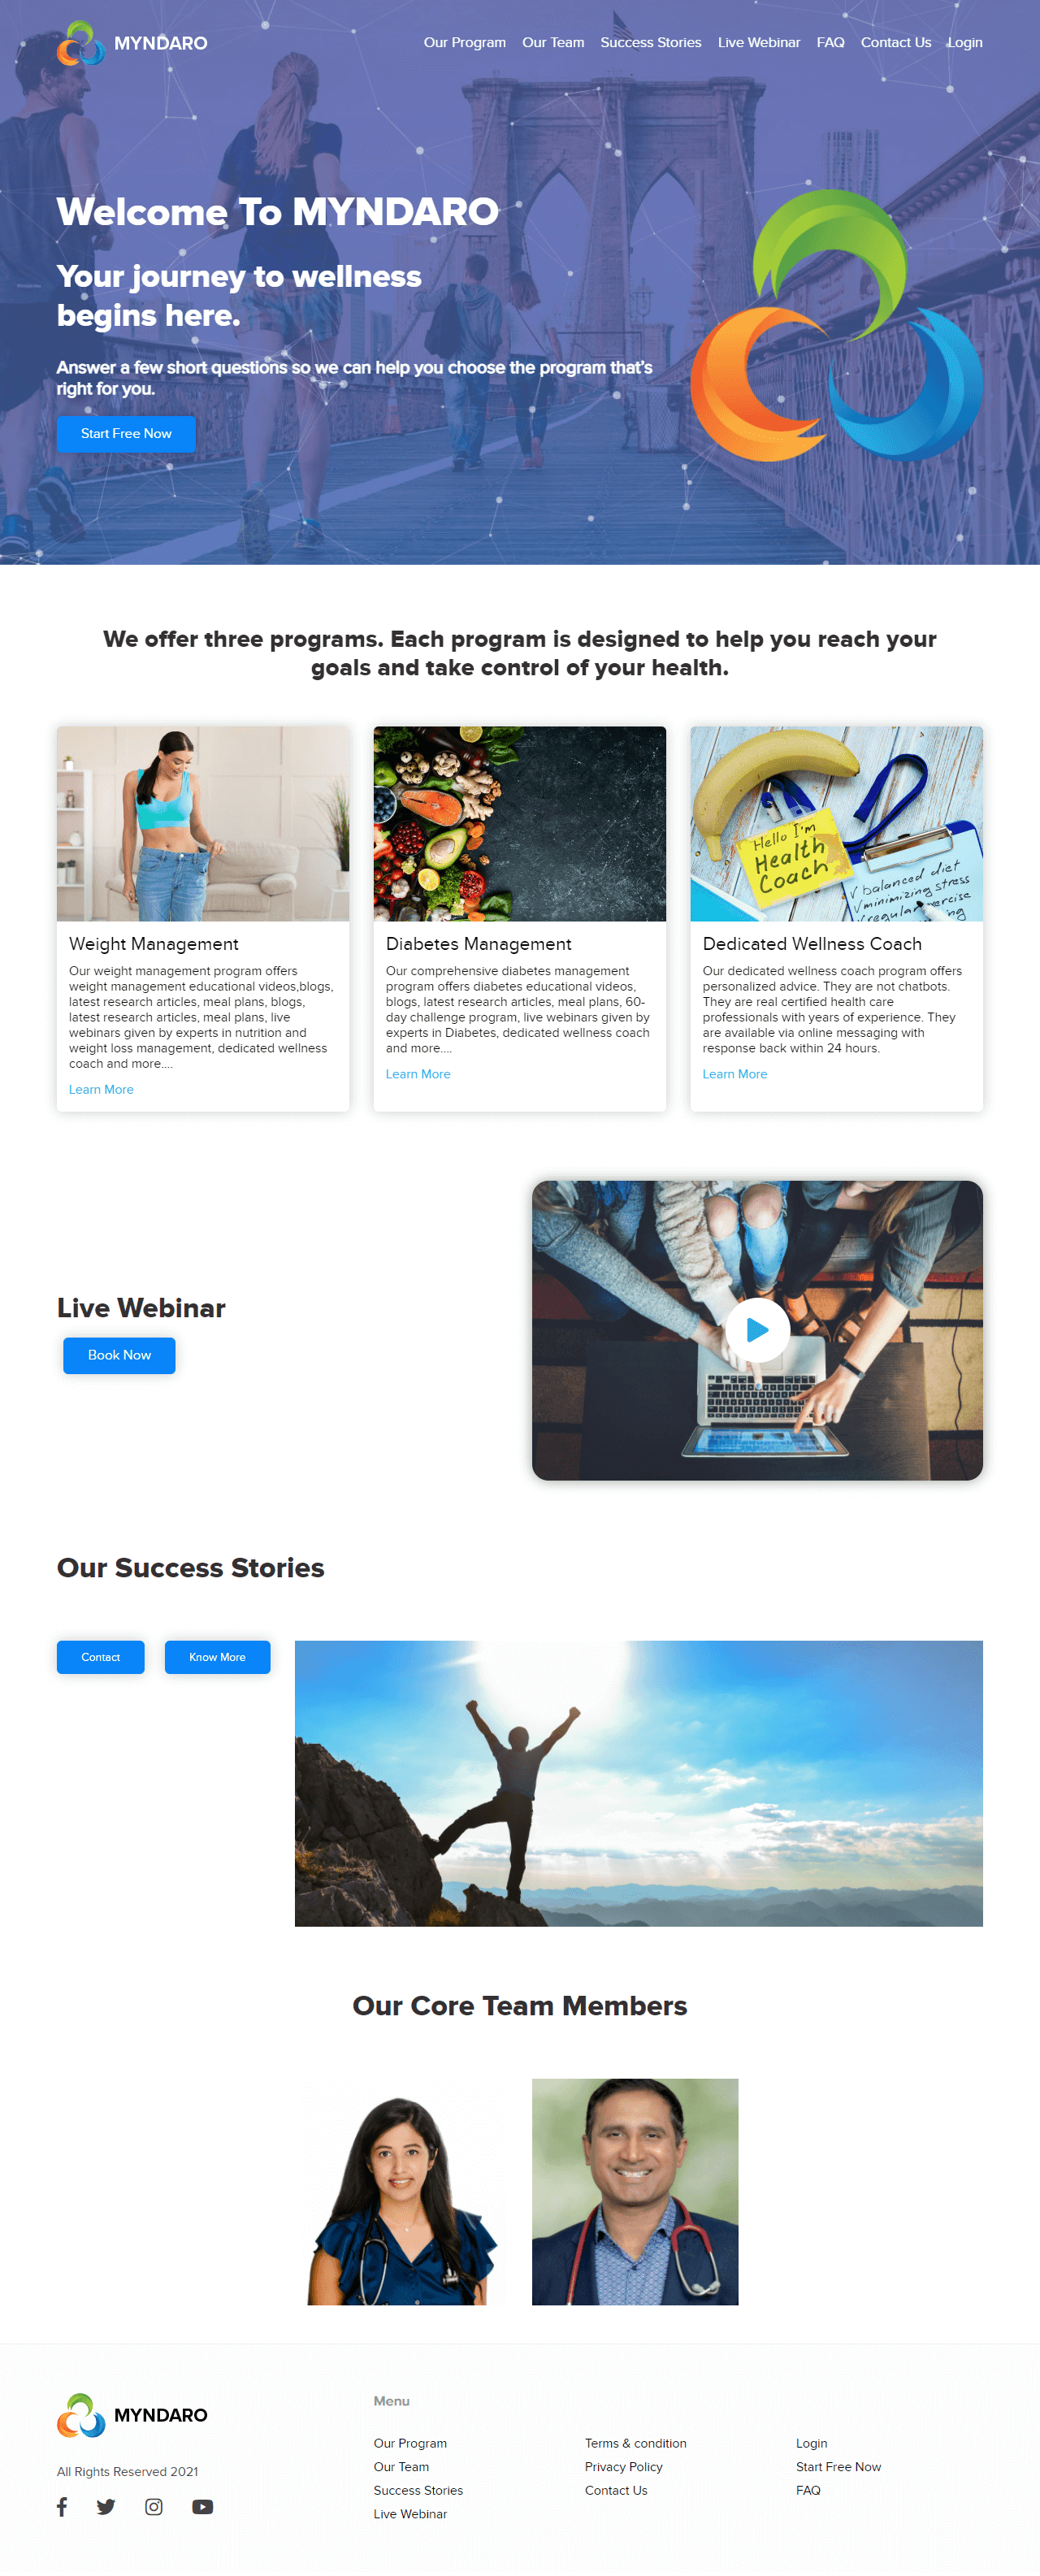 MYNDARO
Our Program
Our Team
Success Stories
Live Webinar
FAQ
Contact Us
Login
Welcome To MYNDARO
Your journey to wellness
begins here.
Answer a few short questions so we can help you choose the program that's
right for you.
Start Free Now
We offer three programs. Each program is designed to help you reach your
goals and take control of your health.
Hello I'm
Health
Coach
✓ balanced diet
✓ minimizing stress
✓ regular exercise
Weight Management
Our weight management program offers
weight management educational videos,blogs,
latest research articles, meal plans, blogs,
latest research articles, meal plans, live
webinars given by experts in nutrition and
weight loss management, dedicated wellness
coach and more....
Learn More
Diabetes Management
Our comprehensive diabetes management
program offers diabetes educational videos,
blogs, latest research articles, meal plans, 60-
day challenge program, live webinars given by
experts in Diabetes, dedicated wellness coach
and more....
Learn More
Dedicated Wellness Coach
Our dedicated wellness coach program offers
personalized advice. They are not chatbots.
They are real certified health care
professionals with years of experience. They
are available via online messaging with
response back within 24 hours.
Learn More
Live Webinar
Book Now
Our Success Stories
Contact
Know More
Our Core Team Members
MYNDARO
All Rights Reserved 2021
Menu
Our Program
Our Team
Success Stories
Live Webinar
Terms & condition
Privacy Policy
Contact Us
Login
Start Free Now
FAQ